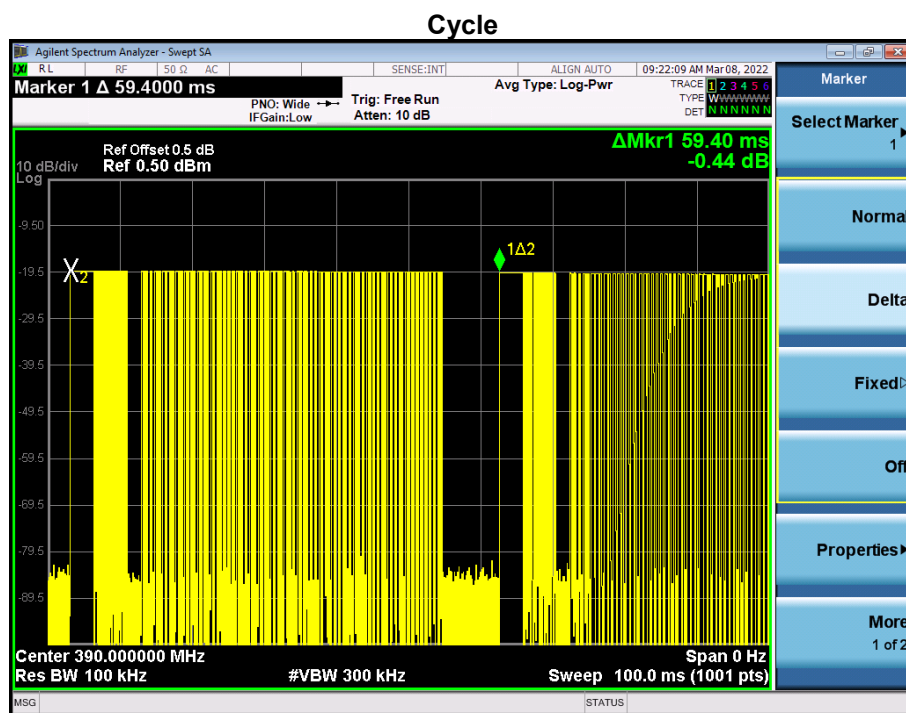 Cycle
Agilent Spectrum Analyzer - Swept SA
LXI RL RF 50 Ω AC SENSE:INT ALIGN AUTO 09:22:09 AM Mar 08, 2022
Marker 1 Δ 59.4000 ms
PNO: Wide Trig: Free Run Avg Type: Log-Pwr TRACE 1 2 3 4 5 6
IFGain:Low Atten: 10 dB TYPE WWWWWW
DET N N N N N N
Marker
Select Marker
1
Normal
Delta
Fixed
Off
Properties
More
1 of 2
ΔMkr1 59.40 ms
-0.44 dB
Ref Offset 0.5 dB
10 dB/div Ref 0.50 dBm
Log
-9.50
-19.5
-29.5
-39.5
-49.5
-59.5
-69.5
-79.5
-89.5
X2
1Δ2
Center 390.000000 MHz Span 0 Hz
Res BW 100 kHz #VBW 300 kHz Sweep 100.0 ms (1001 pts)
MSG STATUS